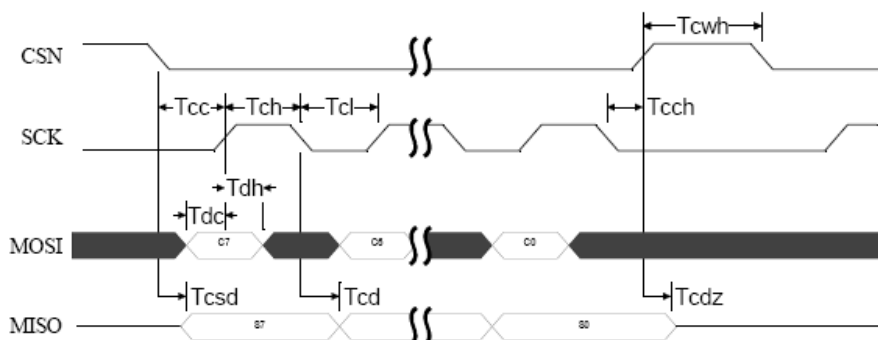 Tcwh
CSN
Tcc Tch Tcl Tcch
SCK
Tdh
Tdc
MOSI C7 C6 C0
Tcsd Tcd Tcdz
MISO S7 S0